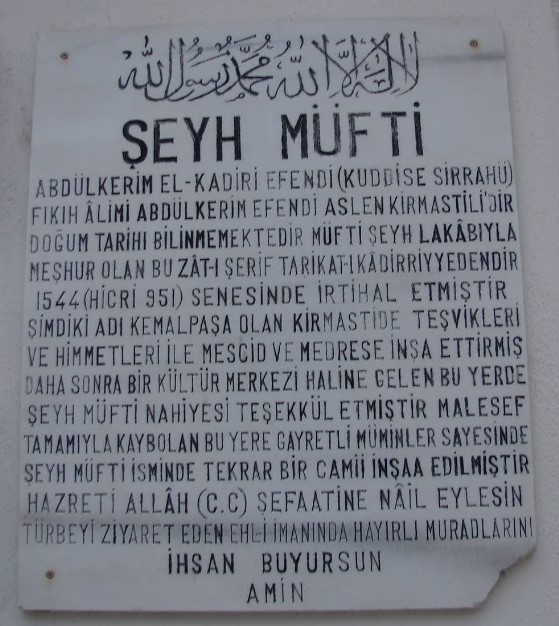 لا إله إلا الله محمد رسول الله
ŞEYH MÜFTİ
ABDÜLKERİM EL-KADİRİ EFENDİ (KUDDİSE SİRRAHÜ)
FIKIH ÂLİMİ ABDÜLKERİM EFENDİ ASLEN KİRMASTİLİ'DİR
DOĞUM TARİHİ BİLİNMEMEKTEDİR MÜFTİ ŞEYH LAKÂBIYLA
MEŞHUR OLAN BU ZÂT-I ŞERİF TARİKAT-I KÂDİRRİYYEDENDİR
1544 (HİCRİ 951) SENESİNDE İRTİHAL ETMİŞTİR
ŞİMDİKİ ADI KEMALPAŞA OLAN KİRMASTİDE TEŞVİKLERİ
VE HİMMETLERİ İLE MESCİD VE MEDRESE İNŞA ETTİRMİŞ
DAHA SONRA BİR KÜLTÜR MERKEZİ HALİNE GELEN BU YERDE
ŞEYH MÜFTİ NAHİYESİ TEŞEKKÜL ETMİŞTİR MALESEF
TAMAMIYLA KAYBOLAN BU YERE GAYRETLİ MÜMİNLER SAYESİNDE
ŞEYH MÜFTİ İSMİNDE TEKRAR BİR CAMİİ İNŞAA EDİLMİŞTİR
HAZRETİ ALLÂH (C.C) ŞEFAATİNE NÂİL EYLESİN
TÜRBEYİ ZİYARET EDEN EHL-İ İMANINDA HAYIRLI MURADLARINI
İHSAN BUYURSUN
AMİN